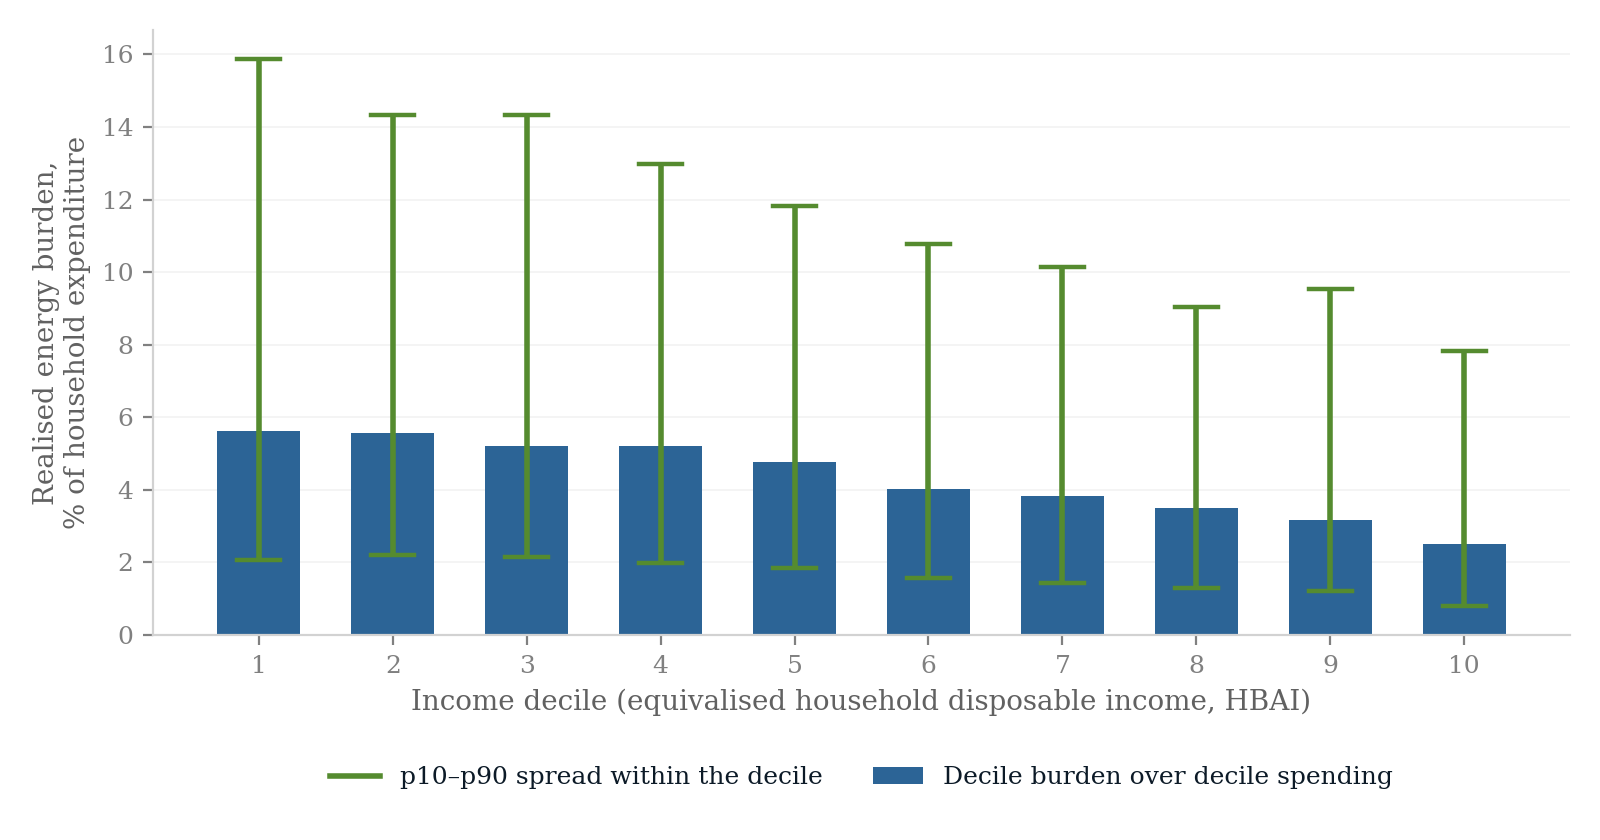 Realised energy burden,
% of household expenditure
16
14
12
10
8
6
4
2
0
1 2 3 4 5 6 7 8 9 10
Income decile (equivalised household disposable income, HBAI)
p10–p90 spread within the decile
Decile burden over decile spending